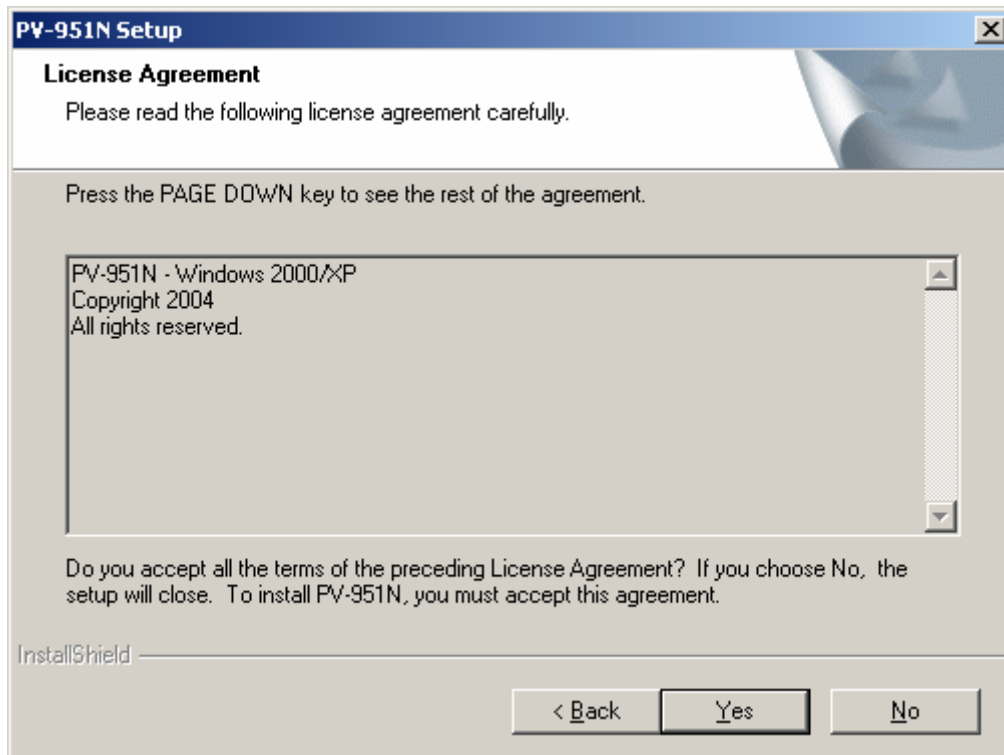 PV-951N Setup
License Agreement
Please read the following license agreement carefully.
Press the PAGE DOWN key to see the rest of the agreement.
PV-951N - Windows 2000/XP
Copyright 2004
All rights reserved.
Do you accept all the terms of the preceding License Agreement?  If you choose No,  the
setup will close.  To install PV-951N, you must accept this agreement.
InstallShield
< Back
Yes
No